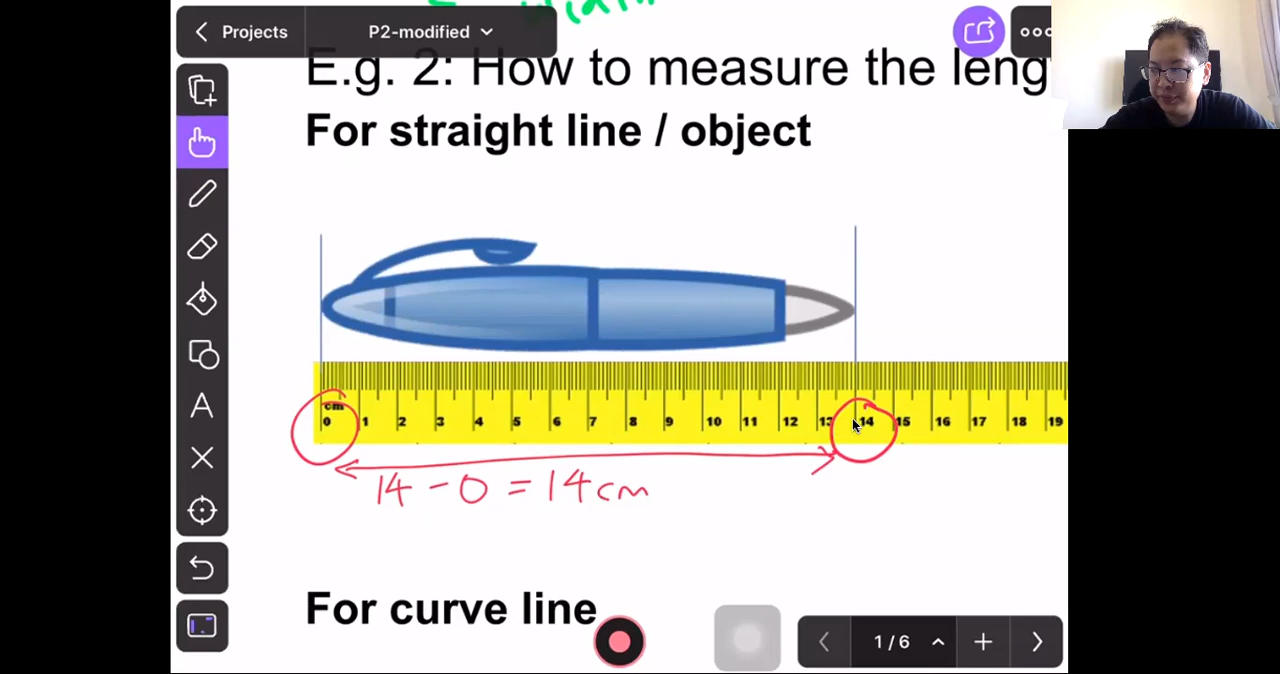 Projects
P2-modified
E.g. 2: How to measure the leng
For straight line / object
cm
0 1 2 3 4 5 6 7 8 9 10 11 12 13 14 15 16 17 18 19
14 - 0 = 14cm
For curve line
1 / 6